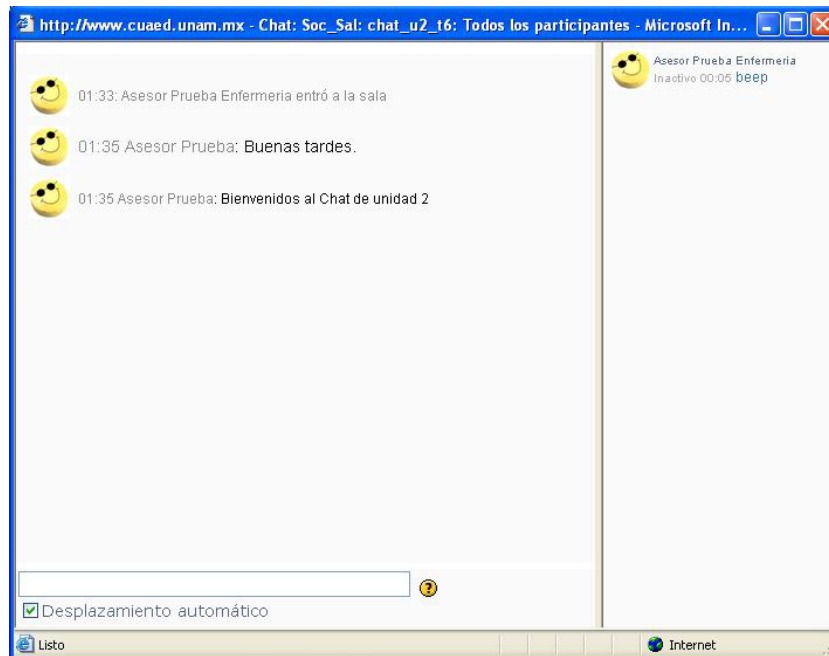 http://www.cuaed.unam.mx - Chat: Soc_Sal: chat_u2_t6: Todos los participantes - Microsoft In...
01:33: Asesor Prueba Enfermeria entró a la sala
01:35 Asesor Prueba: Buenas tardes.
01:35 Asesor Prueba: Bienvenidos al Chat de unidad 2
Asesor Prueba Enfermeria
Inactivo 00:05 beep
?
Desplazamiento automático
Listo
Internet